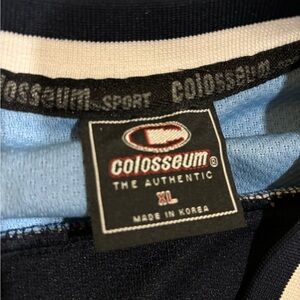 colosseum SPORT colosseum
colosseum®
THE AUTHENTIC
XL
MADE IN KOREA